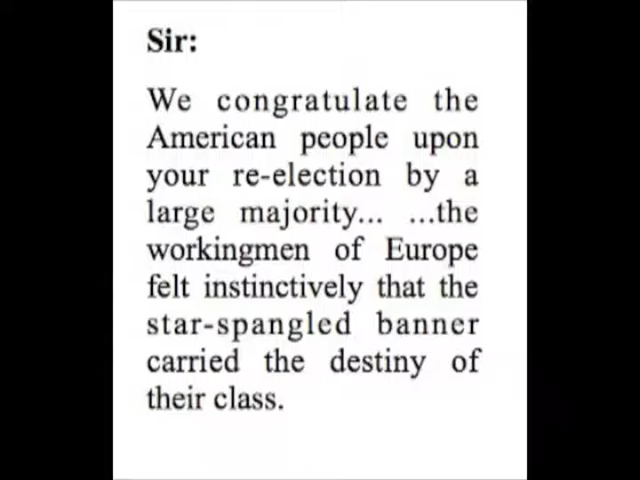 Sir:
We congratulate the
American people upon
your re-election by a
large majority... ...the
workingmen of Europe
felt instinctively that the
star-spangled banner
carried the destiny of
their class.